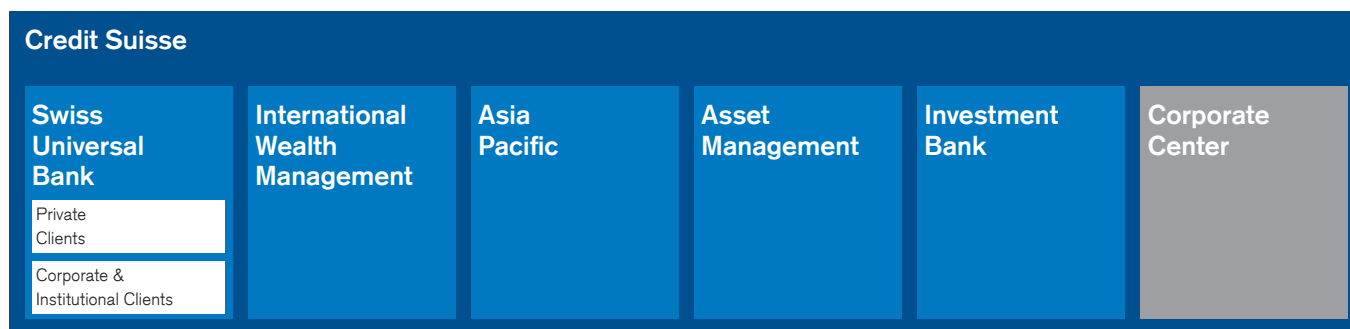 Credit Suisse
Swiss
Universal
Bank
Private
Clients
Corporate &
Institutional Clients
International
Wealth
Management
Asia
Pacific
Asset
Management
Investment
Bank
Corporate
Center